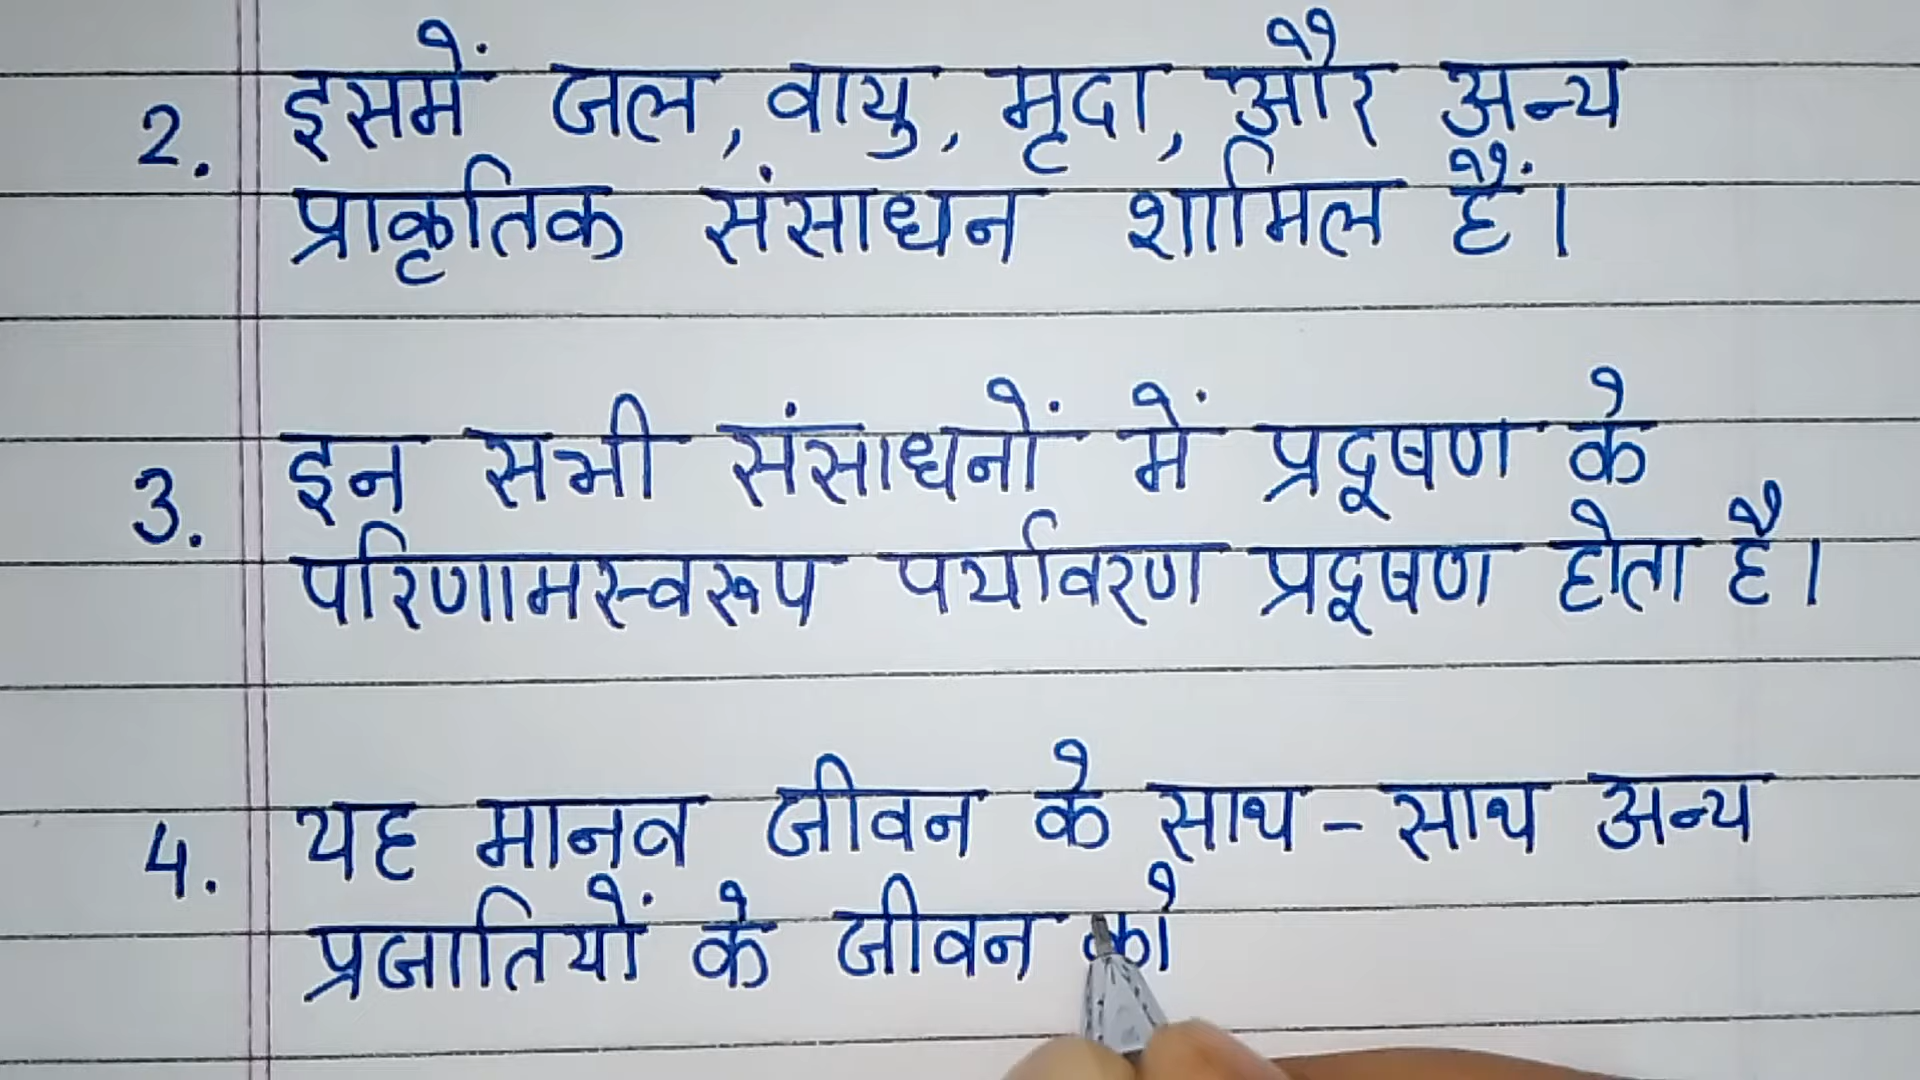 2. इसमें जल, वायु, मृदा, और अन्य
प्राकृतिक संसाधन शामिल हैं।
3. इन सभी संसाधनों में प्रदूषण के
परिणामस्वरूप पर्यावरण प्रदूषण होता है।
4. यह मानव जीवन के साथ - साथ अन्य
प्रजातियों के जीवन को